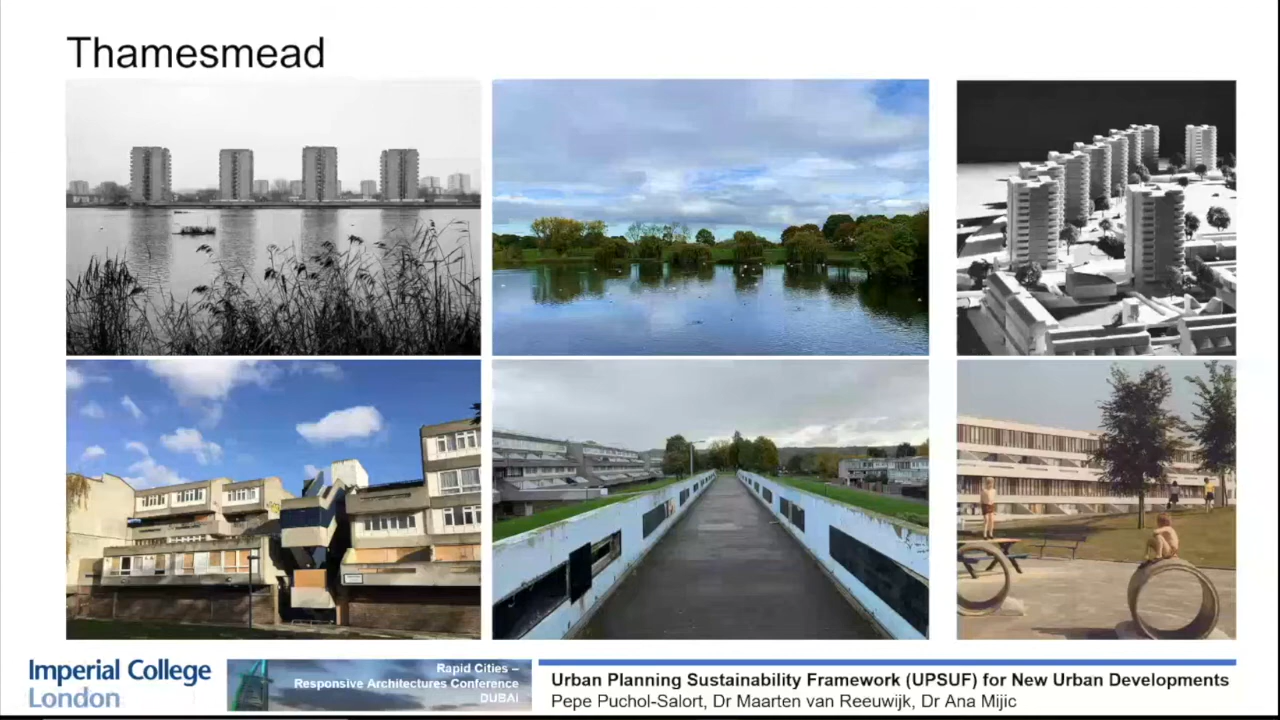 Thamesmead
Imperial College
London
Rapid Cities –
Responsive Architectures Conference
DUBAI
Urban Planning Sustainability Framework (UPSUF) for New Urban Developments
Pepe Puchol-Salort, Dr Maarten van Reeuwijk, Dr Ana Mijic